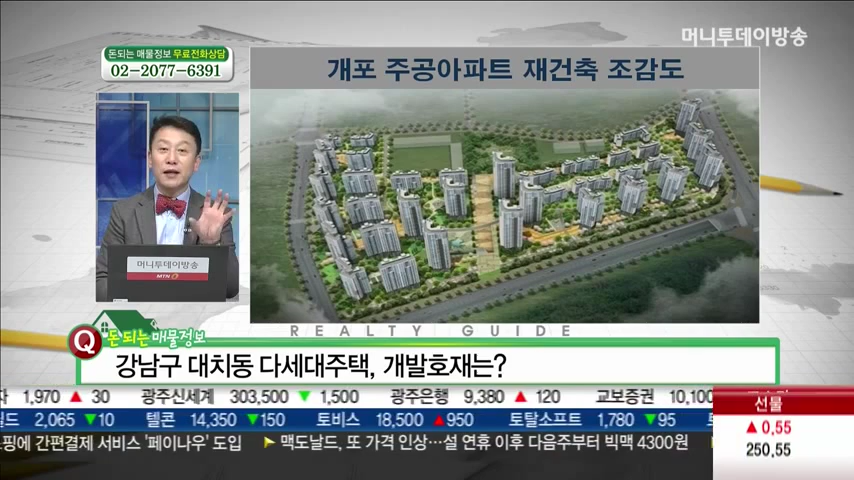 머니투데이방송
돈되는 매물정보 무료전화상담
02-2077-6391
개포 주공아파트 재건축 조감도
머니투데이방송
MTN
REALTY GUIDE
Q 돈되는 매물정보
강남구 대치동 다세대주택, 개발호재는?
1,970 ▲ 30 광주신세계 303,500 ▼ 1,500 광주은행 9,380 ▲ 120 교보증권 10,100
선물
2,065 ▼10 텔콘 14,350 ▼150 토비스 18,500 ▲950 토탈소프트 1,780 ▼95
▲ 0,55
250,55
스핑에 간편결제 서비스 '페이나우' 도입 ▶ 맥도날드, 또 가격 인상…설 연휴 이후 다음주부터 빅맥 4300원